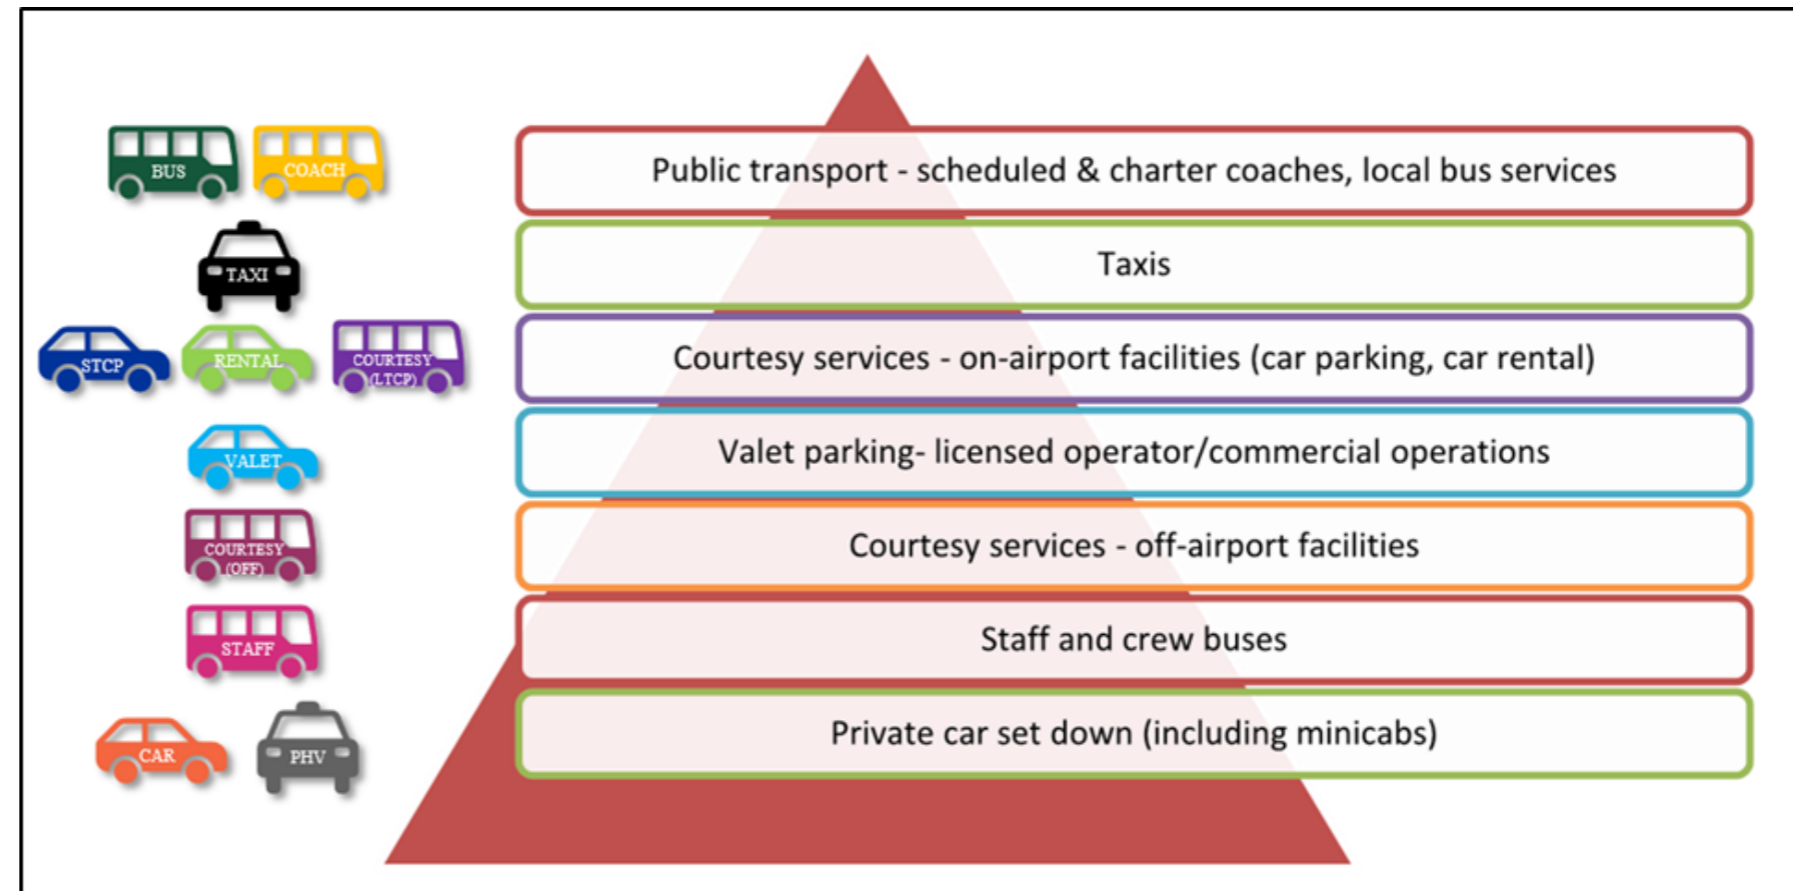 BUS
COACH
Public transport - scheduled & charter coaches, local bus services
TAXI
Taxis
STCP
RENTAL
COURTESY
(LTCP)
Courtesy services - on-airport facilities (car parking, car rental)
VALET
Valet parking- licensed operator/commercial operations
COURTESY
(OFF)
Courtesy services - off-airport facilities
STAFF
Staff and crew buses
CAR
PHV
Private car set down (including minicabs)